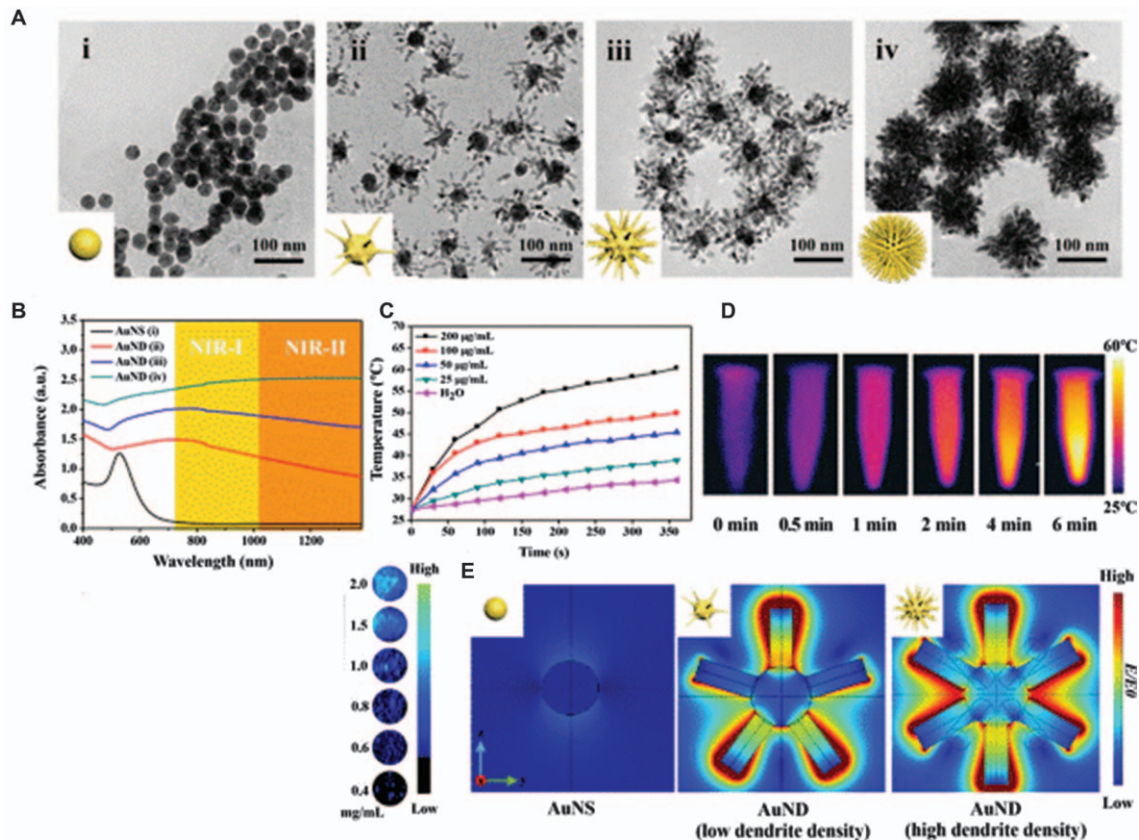 A
i
ii
iii
iv
100 nm
100 nm
100 nm
100 nm
B
3.5
3.0
2.5
2.0
1.5
1.0
0.5
0.0
Absorbance (a.u.)
AuNS (i)
AuND (ii)
AuND (iii)
AuND (iv)
NIR-I
NIR-II
400 600 800 1000 1200
Wavelength (nm)
C
70
65
60
55
50
45
40
35
30
25
Temperature (℃)
200 µg/mL
100 µg/mL
50 µg/mL
25 µg/mL
H₂O
0 50 100 150 200 250 300 350
Time (s)
D
60℃
25℃
0 min 0.5 min 1 min 2 min 4 min 6 min
High
2.0
1.5
1.0
0.8
0.6
0.4
mg/mL
Low
E
High
E/E0
Low
z
x
y
AuNS
AuND
(low dendrite density)
AuND
(high dendrite density)